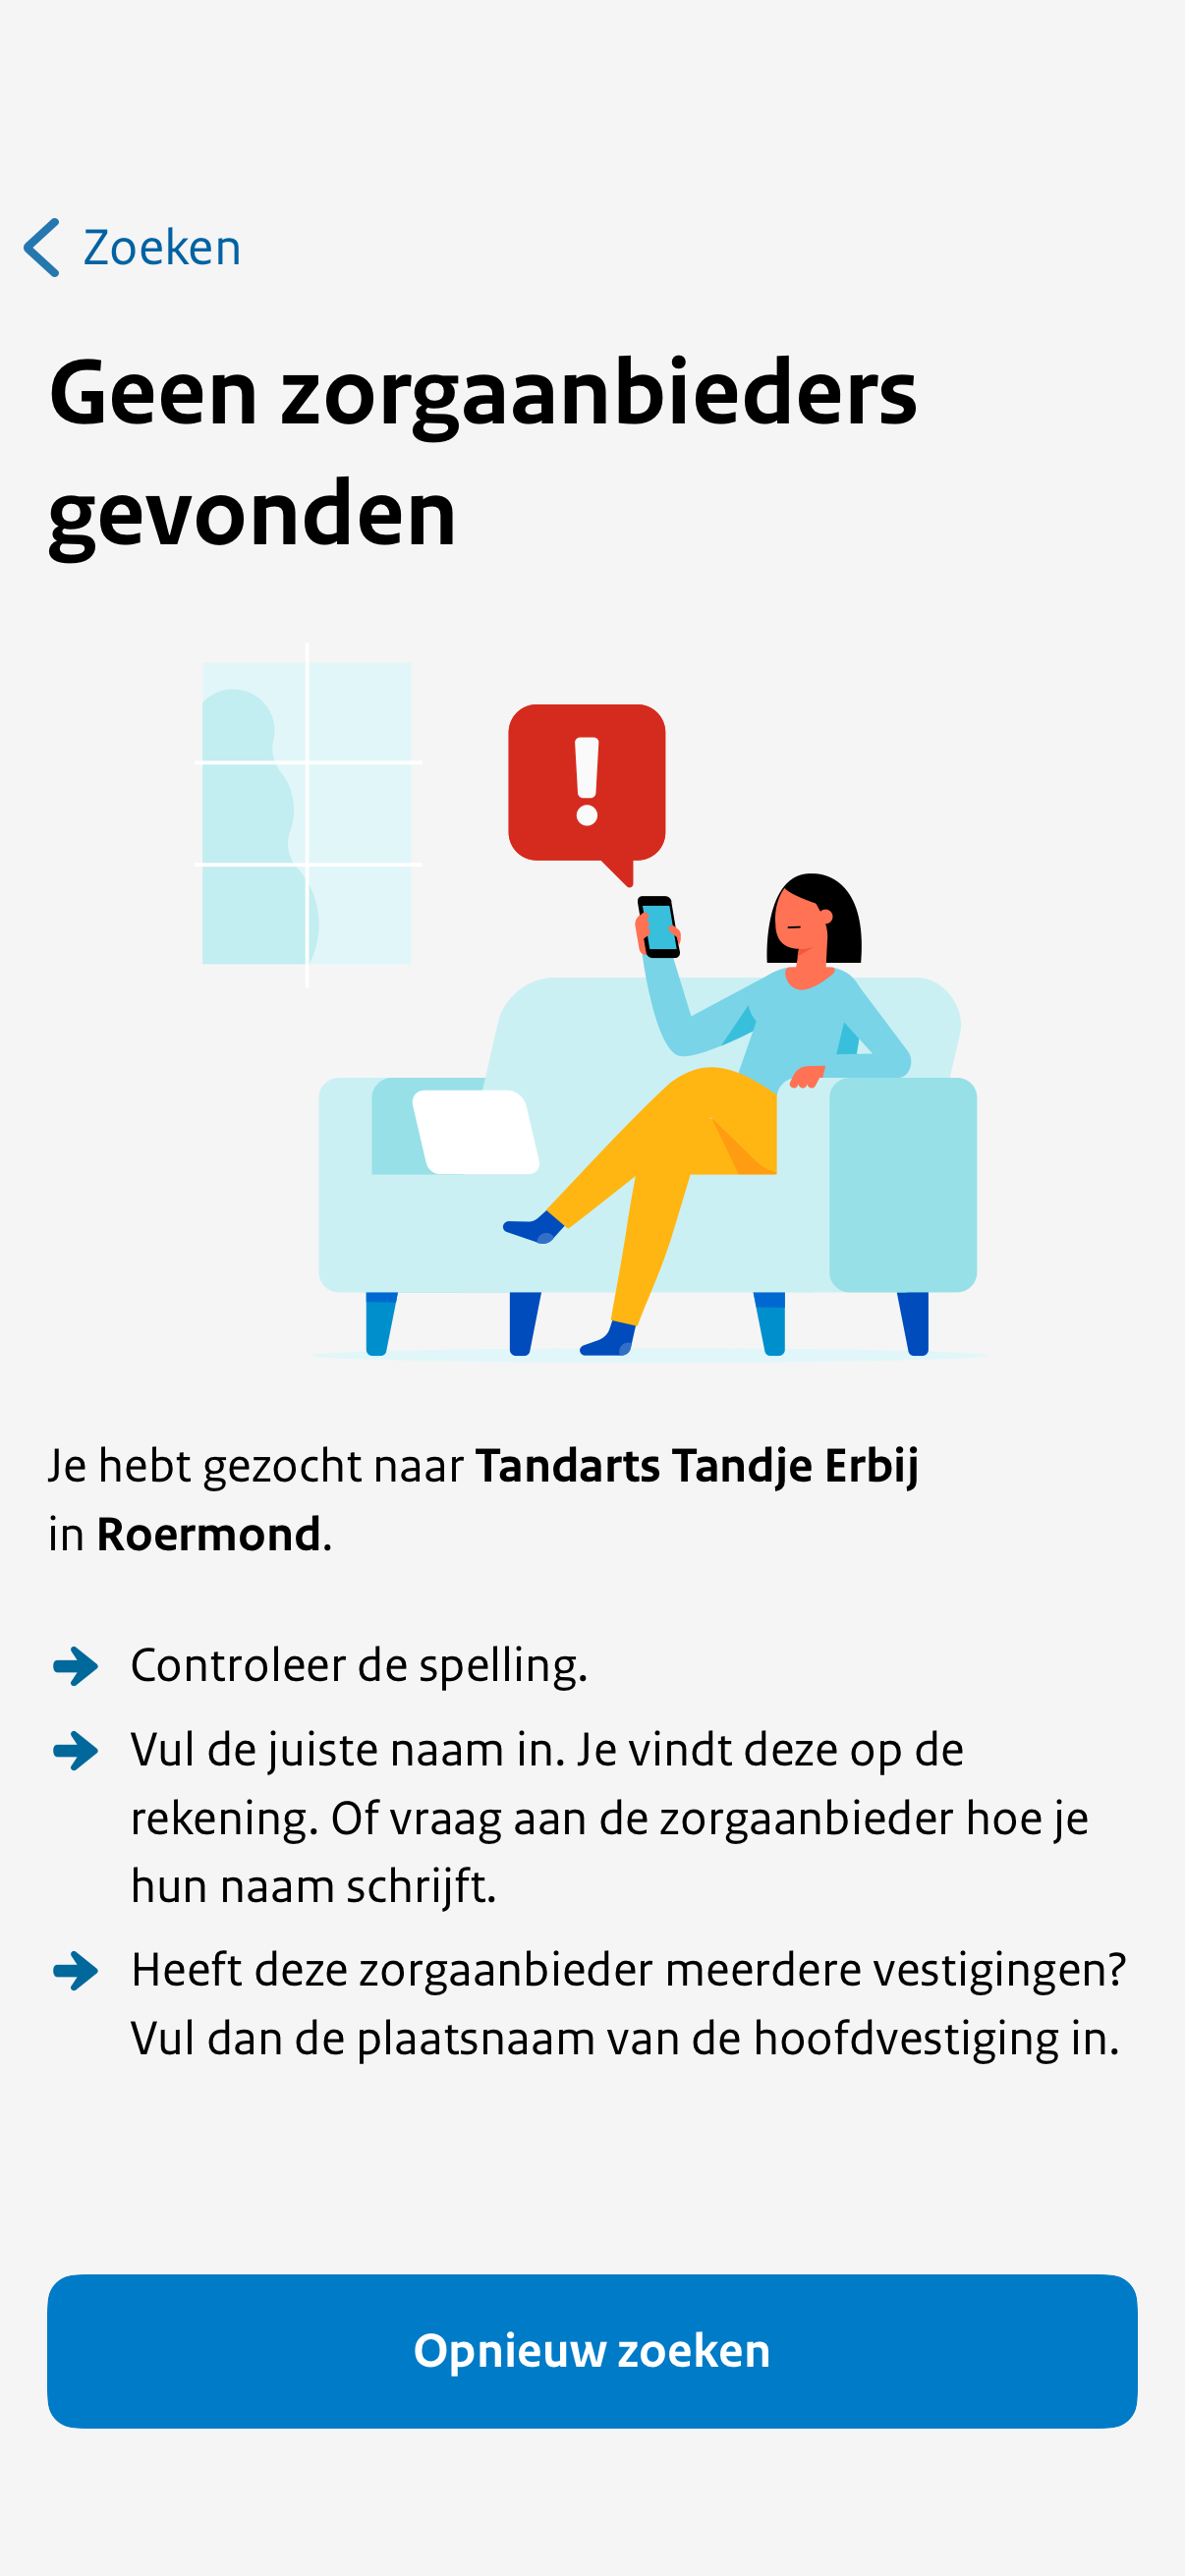 Zoeken
Geen zorgaanbieders
gevonden
!
Je hebt gezocht naar Tandarts Tandje Erbij
in Roermond.
Controleer de spelling.
Vul de juiste naam in. Je vindt deze op de
rekening. Of vraag aan de zorgaanbieder hoe je
hun naam schrijft.
Heeft deze zorgaanbieder meerdere vestigingen?
Vul dan de plaatsnaam van de hoofdvestiging in.
Opnieuw zoeken